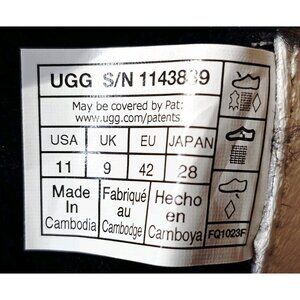 UGG S/N 1143839
May be covered by Pat:
www.ugg.com/patents
USA UK EU JAPAN
11 9 42 28
Made Fabriqué Hecho
in au en
Cambodia Cambodge Camboya
FQ1023F